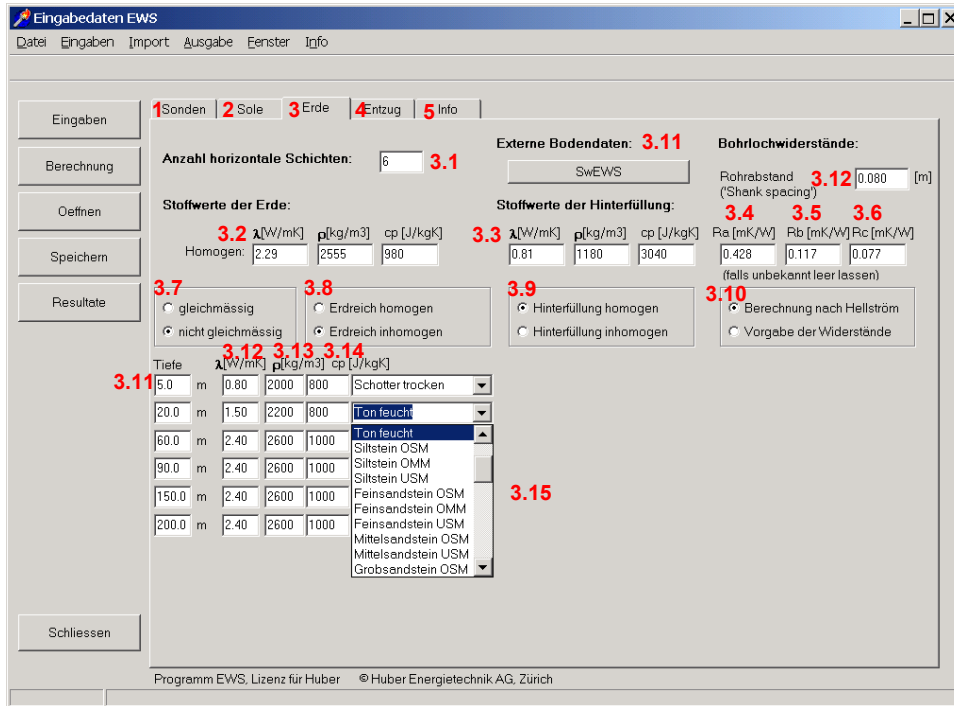 Eingabedaten EWS
Datei Eingaben Import Ausgabe Fenster Info
Eingaben
Berechnung
Oeffnen
Speichern
Resultate
Schliessen
1 Sonden 2 Sole 3 Erde 4 Entzug 5 Info
Anzahl horizontale Schichten: 6 3.1
Externe Bodendaten: 3.11
SwEWS
Bohrlochwiderstände:
Rohrabstand 3.12 0.080 [m]
('Shank spacing')
Stoffwerte der Erde:
3.2 λ[W/mK] ρ[kg/m3] cp [J/kgK]
Homogen: 2.29 2555 980
Stoffwerte der Hinterfüllung:
3.3 λ[W/mK] ρ[kg/m3] cp [J/kgK]
0.81 1180 3040
3.4 3.5 3.6
Ra [mK/W] Rb [mK/W] Rc [mK/W]
0.428 0.117 0.077
(falls unbekannt leer lassen)
3.7
gleichmässig
nicht gleichmässig
3.8
Erdreich homogen
Erdreich inhomogen
3.9
Hinterfüllung homogen
Hinterfüllung inhomogen
3.10
Berechnung nach Hellström
Vorgabe der Widerstände
3.12 3.13 3.14
Tiefe λ[W/mK] ρ[kg/m3] cp [J/kgK]
3.11 5.0 m 0.80 2000 800 Schotter trocken
20.0 m 1.50 2200 800 Ton feucht
60.0 m 2.40 2600 1000
90.0 m 2.40 2600 1000
150.0 m 2.40 2600 1000
200.0 m 2.40 2600 1000
Ton feucht
Siltstein OSM
Siltstein OMM
Siltstein USM
Feinsandstein OSM
Feinsandstein OMM
Feinsandstein USM
Mittelsandstein OSM
Mittelsandstein USM
Grobsandstein OSM
3.15
Programm EWS, Lizenz für Huber © Huber Energietechnik AG, Zürich